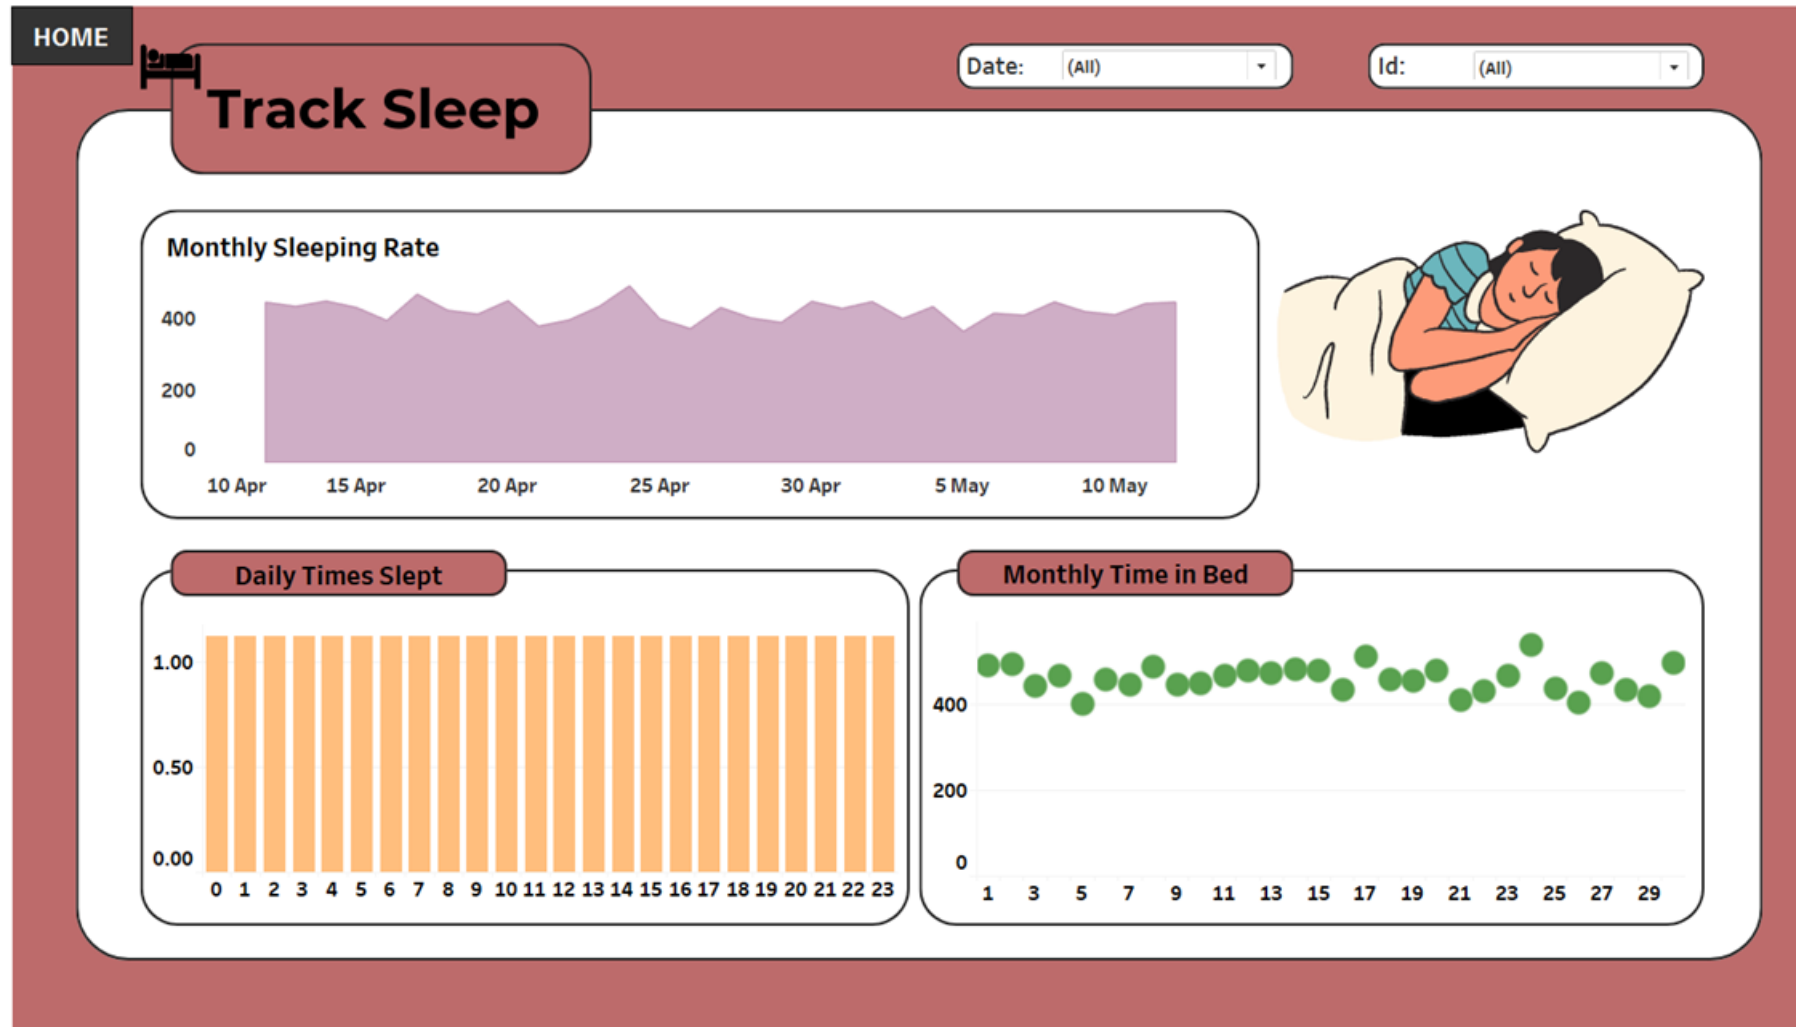 HOME
Track Sleep
Date: (All)
Id: (All)
Monthly Sleeping Rate
400
200
0
10 Apr 15 Apr 20 Apr 25 Apr 30 Apr 5 May 10 May
Daily Times Slept
1.00
0.50
0.00
0 1 2 3 4 5 6 7 8 9 10 11 12 13 14 15 16 17 18 19 20 21 22 23
Monthly Time in Bed
400
200
0
1 3 5 7 9 11 13 15 17 19 21 23 25 27 29